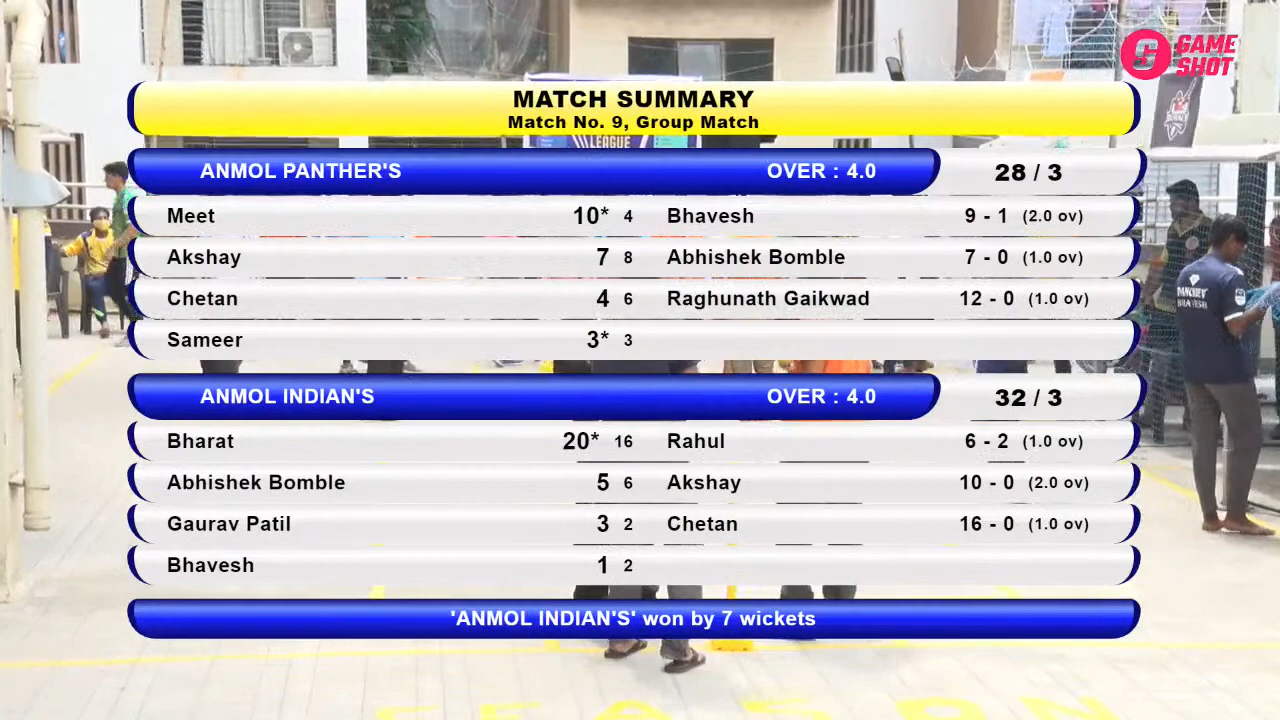 GAME
SHOT
MATCH SUMMARY
Match No. 9, Group Match
LEAGUE
ANMOL PANTHER'S OVER : 4.0 28 / 3
Meet 10* 4 Bhavesh 9 - 1 (2.0 ov)
Akshay 7 8 Abhishek Bomble 7 - 0 (1.0 ov)
Chetan 4 6 Raghunath Gaikwad 12 - 0 (1.0 ov)
Sameer 3* 3
ANMOL INDIAN'S OVER : 4.0 32 / 3
Bharat 20* 16 Rahul 6 - 2 (1.0 ov)
Abhishek Bomble 5 6 Akshay 10 - 0 (2.0 ov)
Gaurav Patil 3 2 Chetan 16 - 0 (1.0 ov)
Bhavesh 1 2
'ANMOL INDIAN'S' won by 7 wickets
SEASON